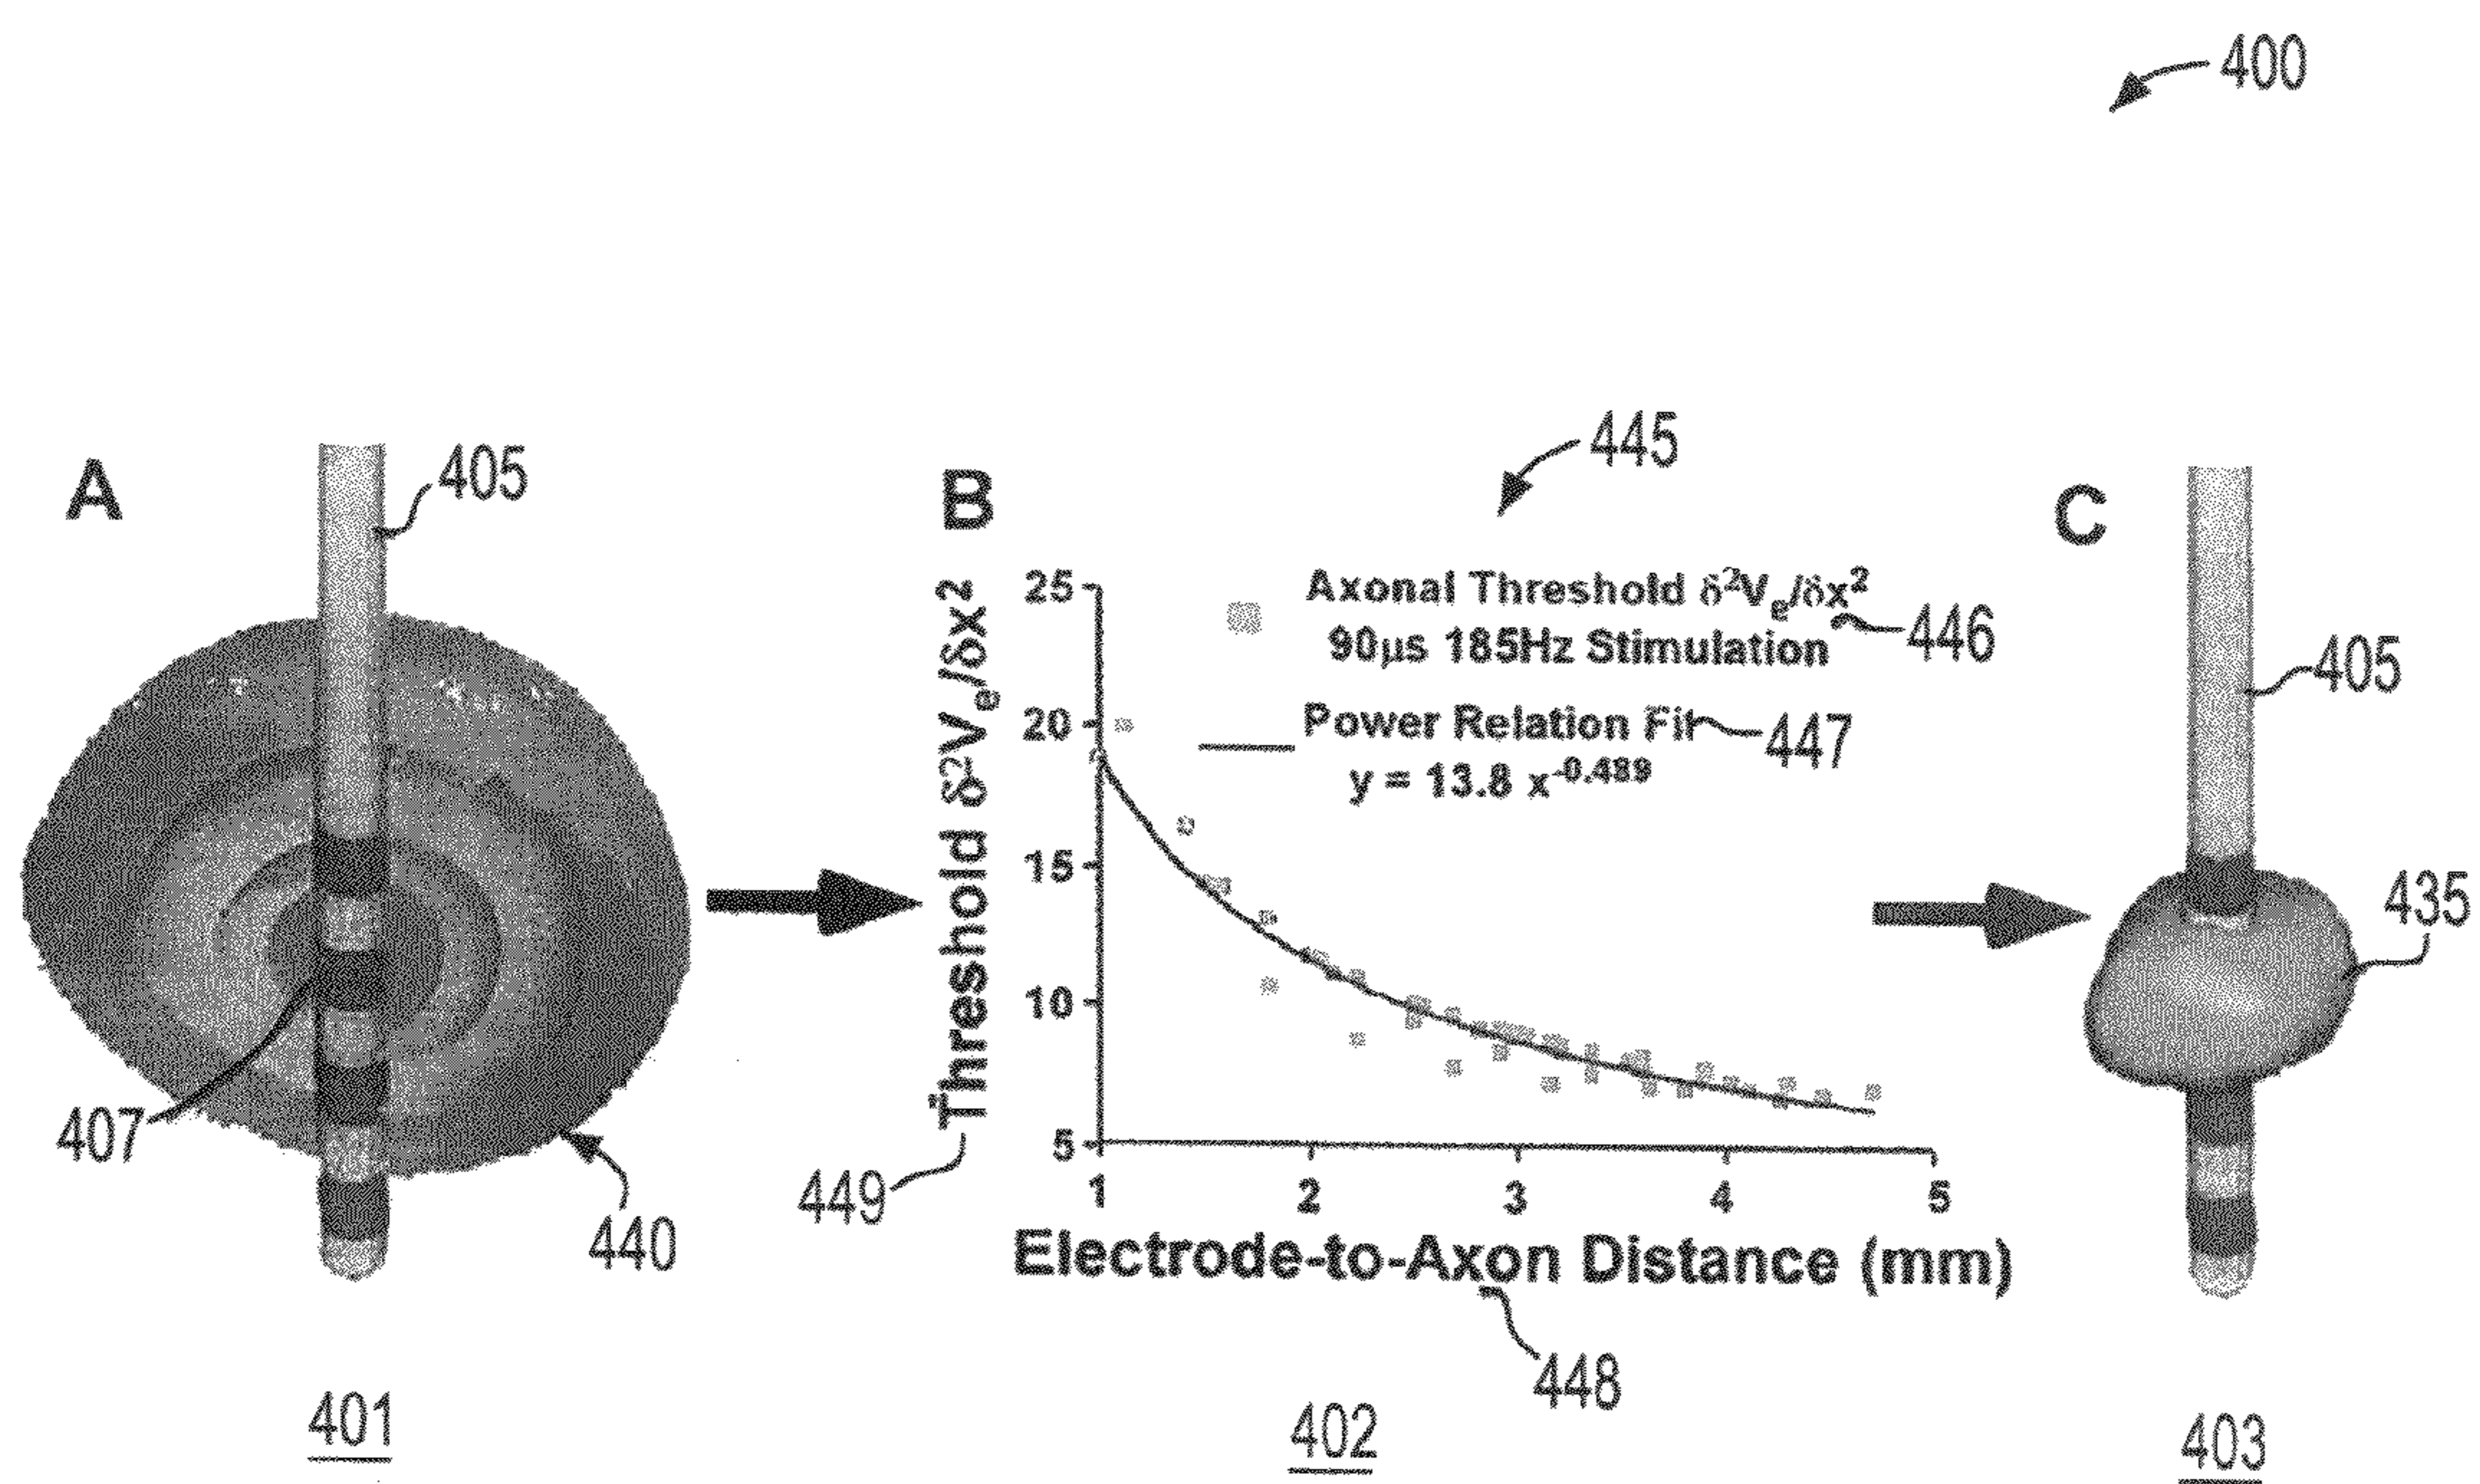 400
A
405
407
440
401
B
445
Threshold δ²Vₑ/δx²
449
25
20
15
10
5
1 2 3 4 5
Axonal Threshold δ²Vₑ/δx²
90µs 185Hz Stimulation
446
Power Relation Fit
447
y = 13.8 x⁻⁰·⁴⁸⁹
Electrode-to-Axon Distance (mm)
448
402
C
405
435
403